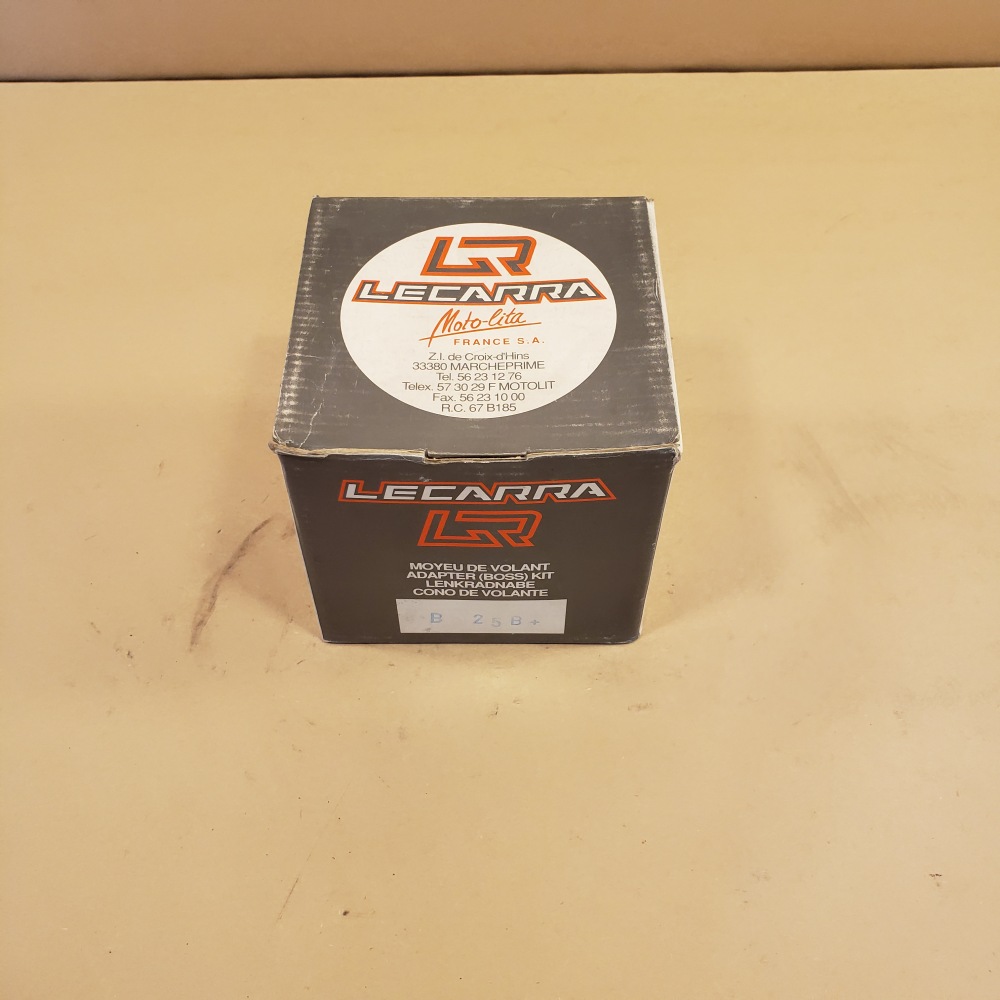 LR
LECARRA
Moto-lita
FRANCE S.A.
Z.I. de Croix-d'Hins
33380 MARCHEPRIME
Tel. 56 23 12 76
Telex. 57 30 29 F MOTOLIT
Fax. 56 23 10 00
R.C. 67 B185
LECARRA
LR
MOYEU DE VOLANT
ADAPTER (BOSS) KIT
LENKRADNABE
CONO DE VOLANTE
B 25B+